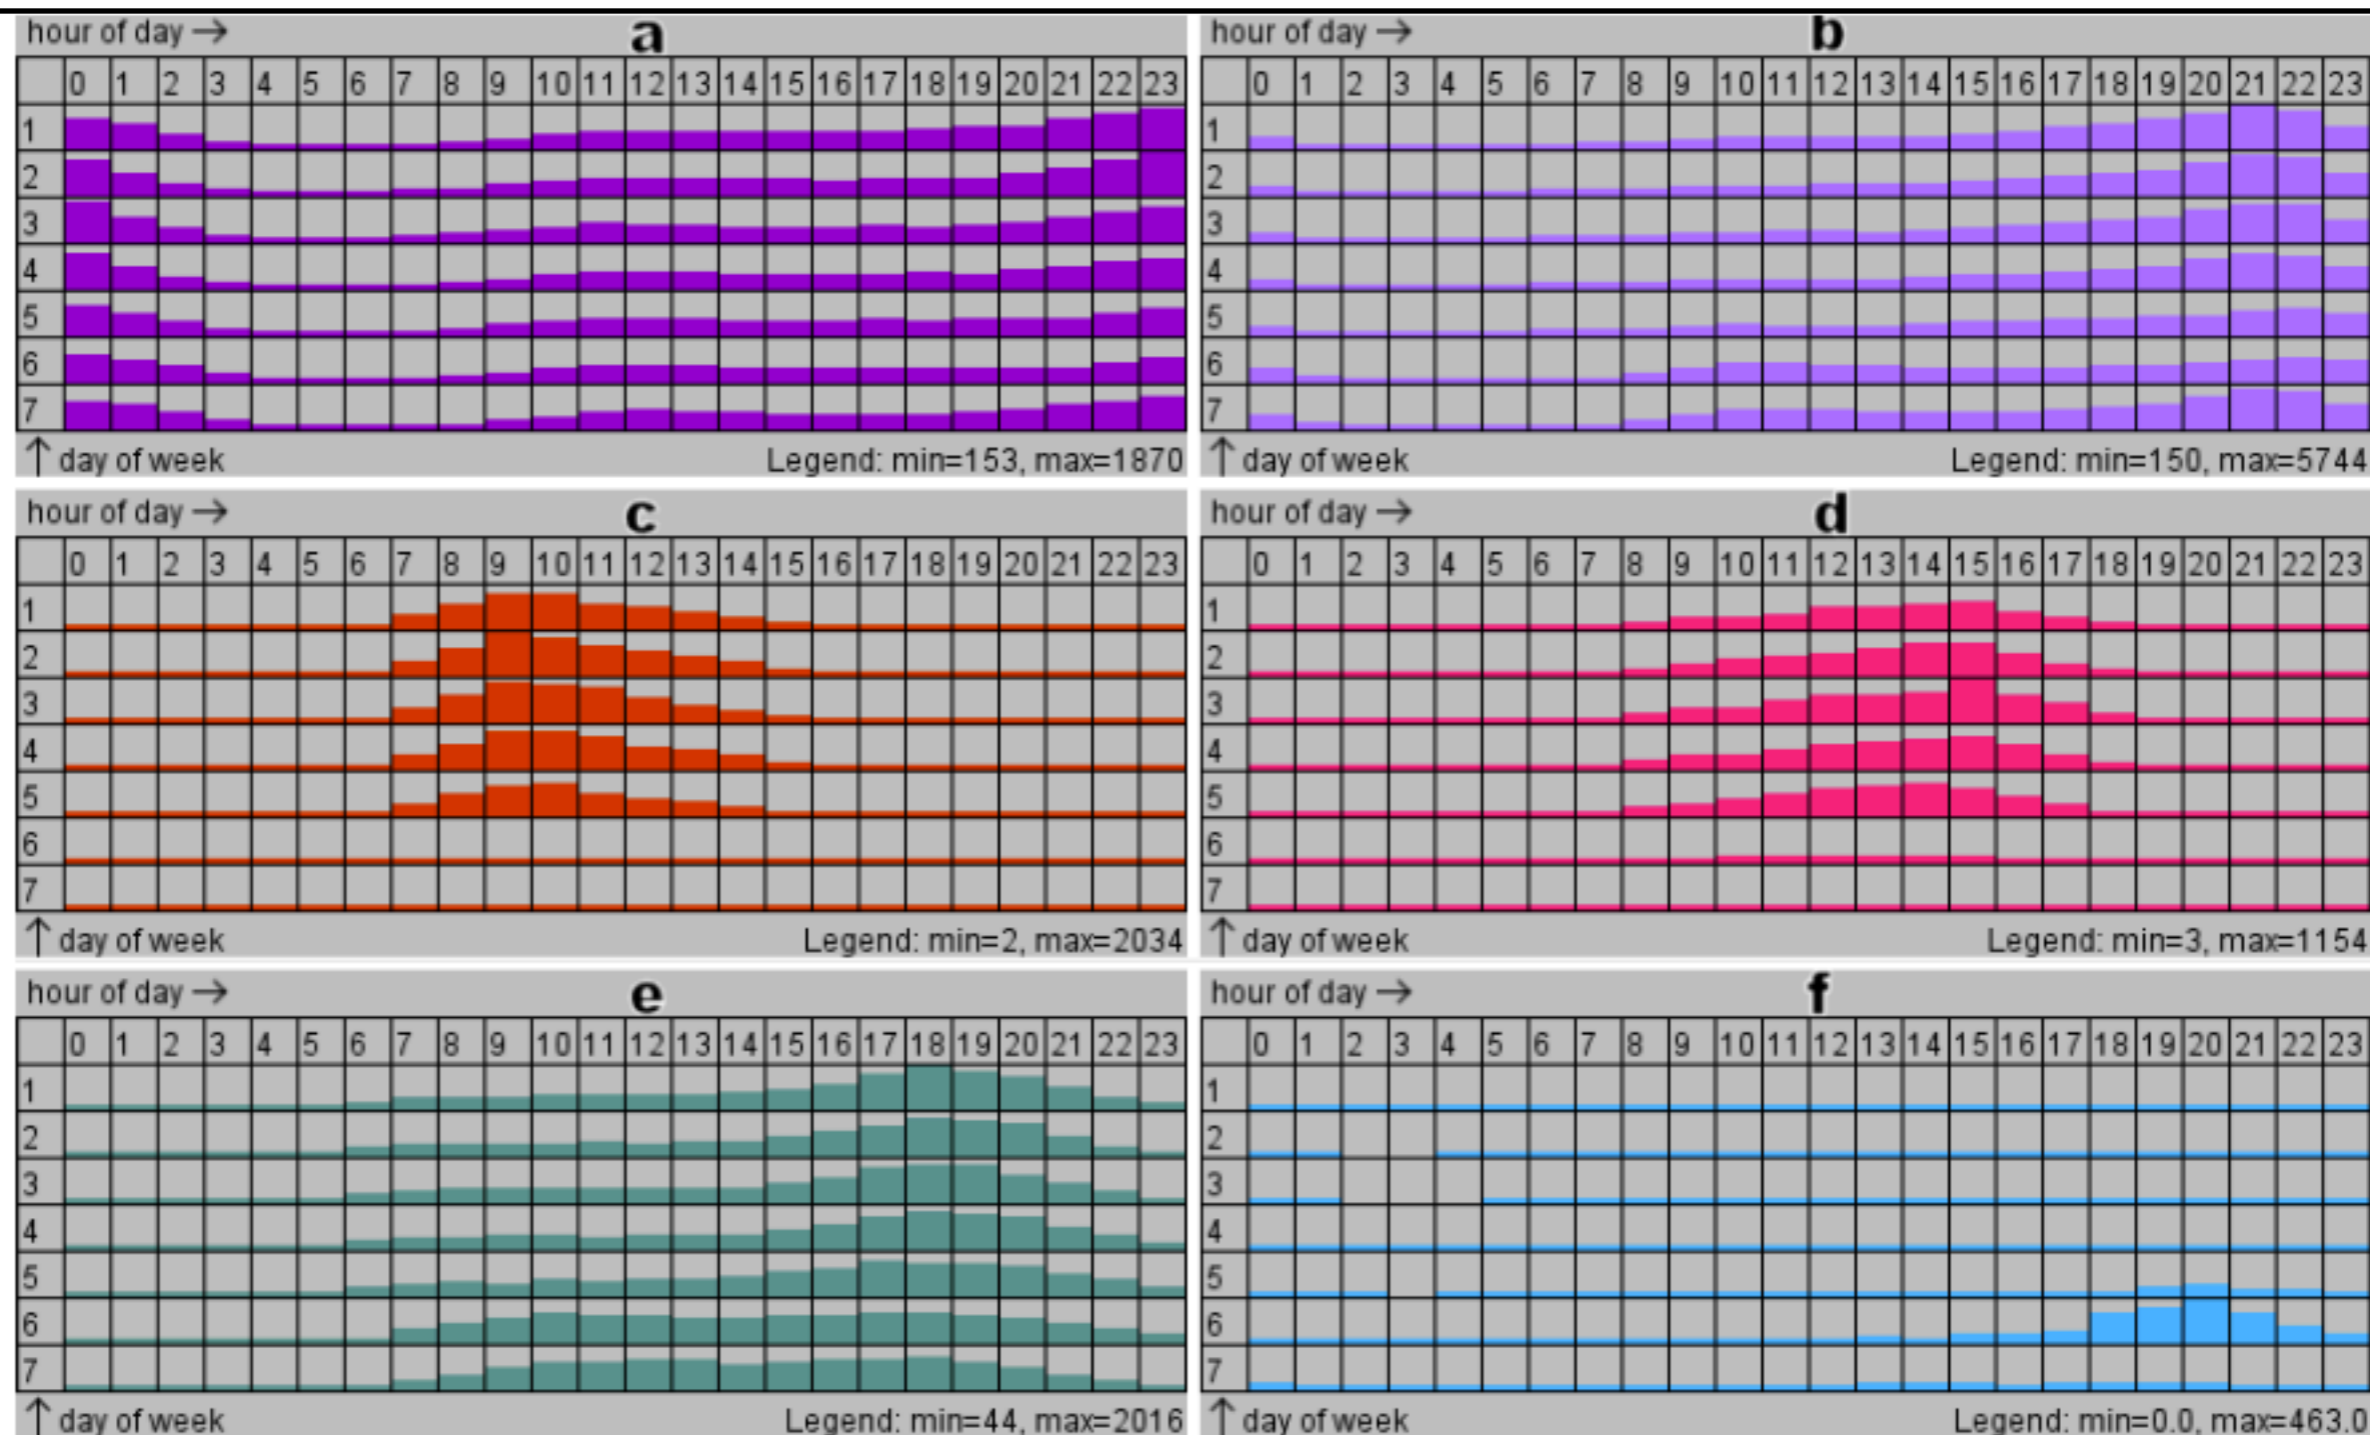 hour of day → a
0 1 2 3 4 5 6 7 8 9 10 11 12 13 14 15 16 17 18 19 20 21 22 23
1
2
3
4
5
6
7
↑ day of week Legend: min=153, max=1870
hour of day → b
0 1 2 3 4 5 6 7 8 9 10 11 12 13 14 15 16 17 18 19 20 21 22 23
1
2
3
4
5
6
7
↑ day of week Legend: min=150, max=5744
hour of day → c
0 1 2 3 4 5 6 7 8 9 10 11 12 13 14 15 16 17 18 19 20 21 22 23
1
2
3
4
5
6
7
↑ day of week Legend: min=2, max=2034
hour of day → d
0 1 2 3 4 5 6 7 8 9 10 11 12 13 14 15 16 17 18 19 20 21 22 23
1
2
3
4
5
6
7
↑ day of week Legend: min=3, max=1154
hour of day → e
0 1 2 3 4 5 6 7 8 9 10 11 12 13 14 15 16 17 18 19 20 21 22 23
1
2
3
4
5
6
7
↑ day of week Legend: min=44, max=2016
hour of day → f
0 1 2 3 4 5 6 7 8 9 10 11 12 13 14 15 16 17 18 19 20 21 22 23
1
2
3
4
5
6
7
↑ day of week Legend: min=0.0, max=463.0